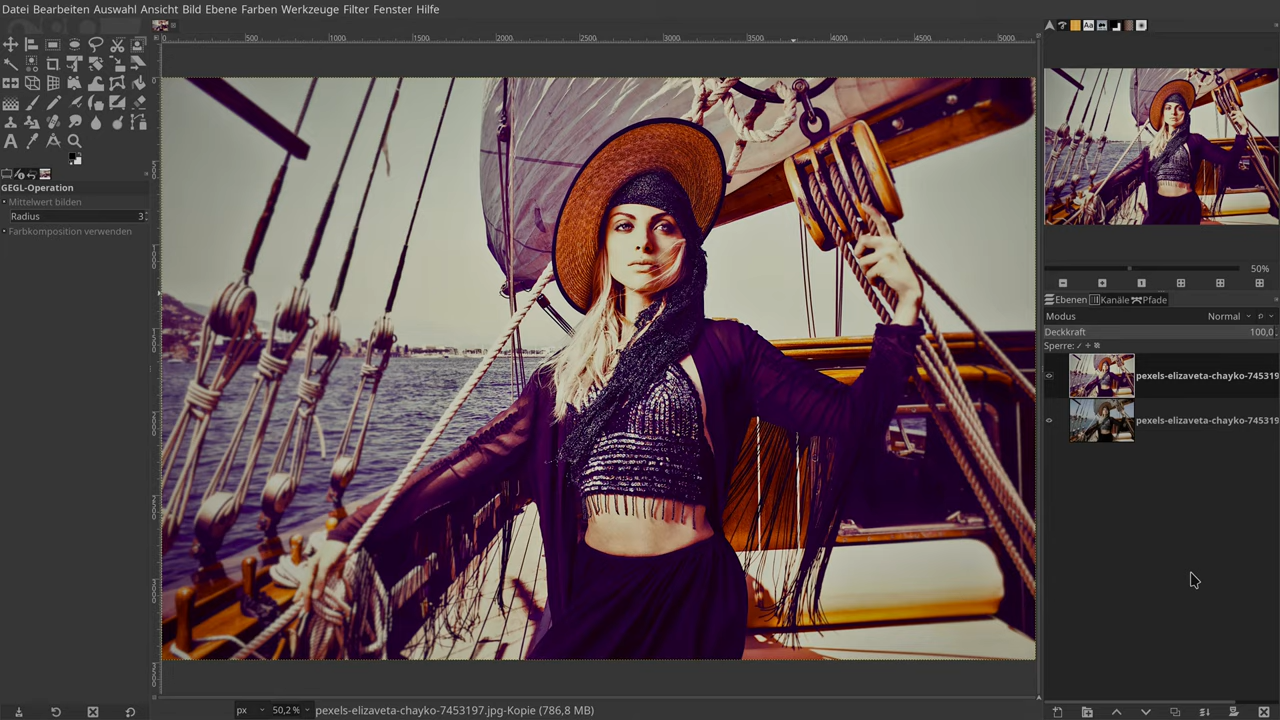 Datei Bearbeiten Auswahl Ansicht Bild Ebene Farben Werkzeuge Filter Fenster Hilfe
0 500 1000 1500 2000 2500 3000 3500 4000 4500 5000
Aa
GEGL-Operation
Mittelwert bilden
Radius 3
Farbkomposition verwenden
50%
Ebenen Kanäle Pfade
Modus Normal
Deckkraft 100,0
Sperre:
pexels-elizaveta-chayko-745319
pexels-elizaveta-chayko-745319
px 50,2 % pexels-elizaveta-chayko-7453197.jpg-Kopie (786,8 MB)